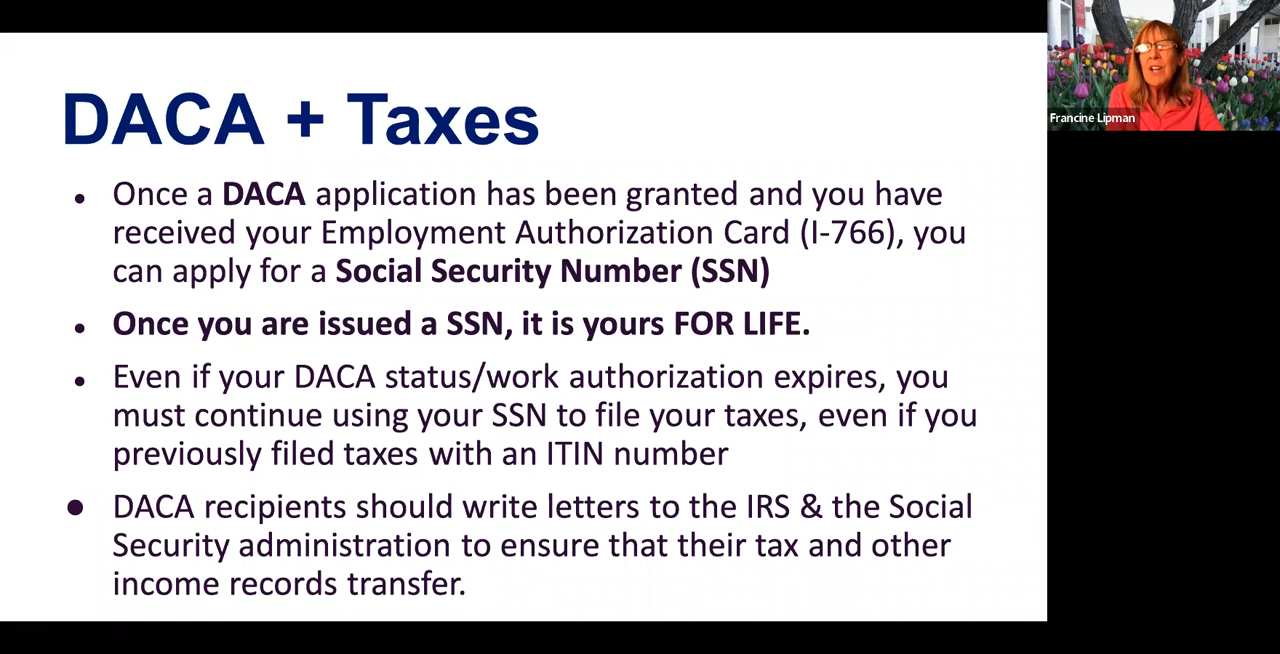 DACA + Taxes
• Once a DACA application has been granted and you have
received your Employment Authorization Card (I-766), you
can apply for a Social Security Number (SSN)
• Once you are issued a SSN, it is yours FOR LIFE.
• Even if your DACA status/work authorization expires, you
must continue using your SSN to file your taxes, even if you
previously filed taxes with an ITIN number
• DACA recipients should write letters to the IRS & the Social
Security administration to ensure that their tax and other
income records transfer.
Francine Lipman